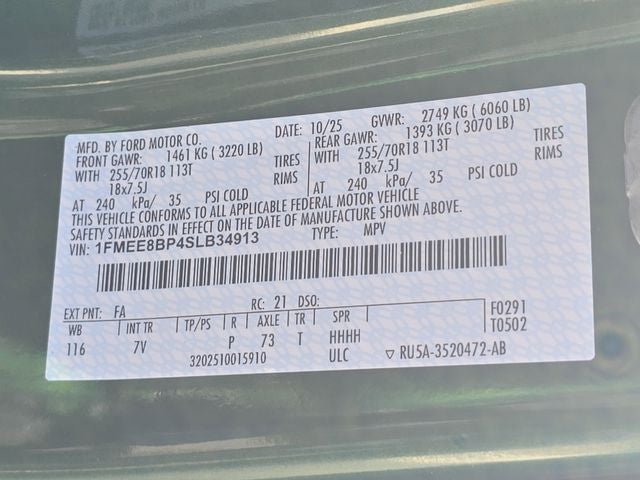 MFD. BY FORD MOTOR CO.
DATE: 10/25 GVWR: 2749 KG ( 6060 LB)
FRONT GAWR: 1461 KG ( 3220 LB) REAR GAWR: 1393 KG ( 3070 LB)
WITH 255/70R18 113T TIRES WITH 255/70R18 113T TIRES
18x7.5J RIMS 18x7.5J RIMS
AT 240 kPa/ 35 PSI COLD AT 240 kPa/ 35 PSI COLD
THIS VEHICLE CONFORMS TO ALL APPLICABLE FEDERAL MOTOR VEHICLE
SAFETY STANDARDS IN EFFECT ON THE DATE OF MANUFACTURE SHOWN ABOVE.
VIN: 1FMEE8BP4SLB34913 TYPE: MPV
EXT PNT: FA RC: 21 DSO:
WB INT TR TP/PS R AXLE TR SPR F0291
116 7V P 73 T HHHH T0502
3202510015910 ULC ▽ RU5A-3520472-AB